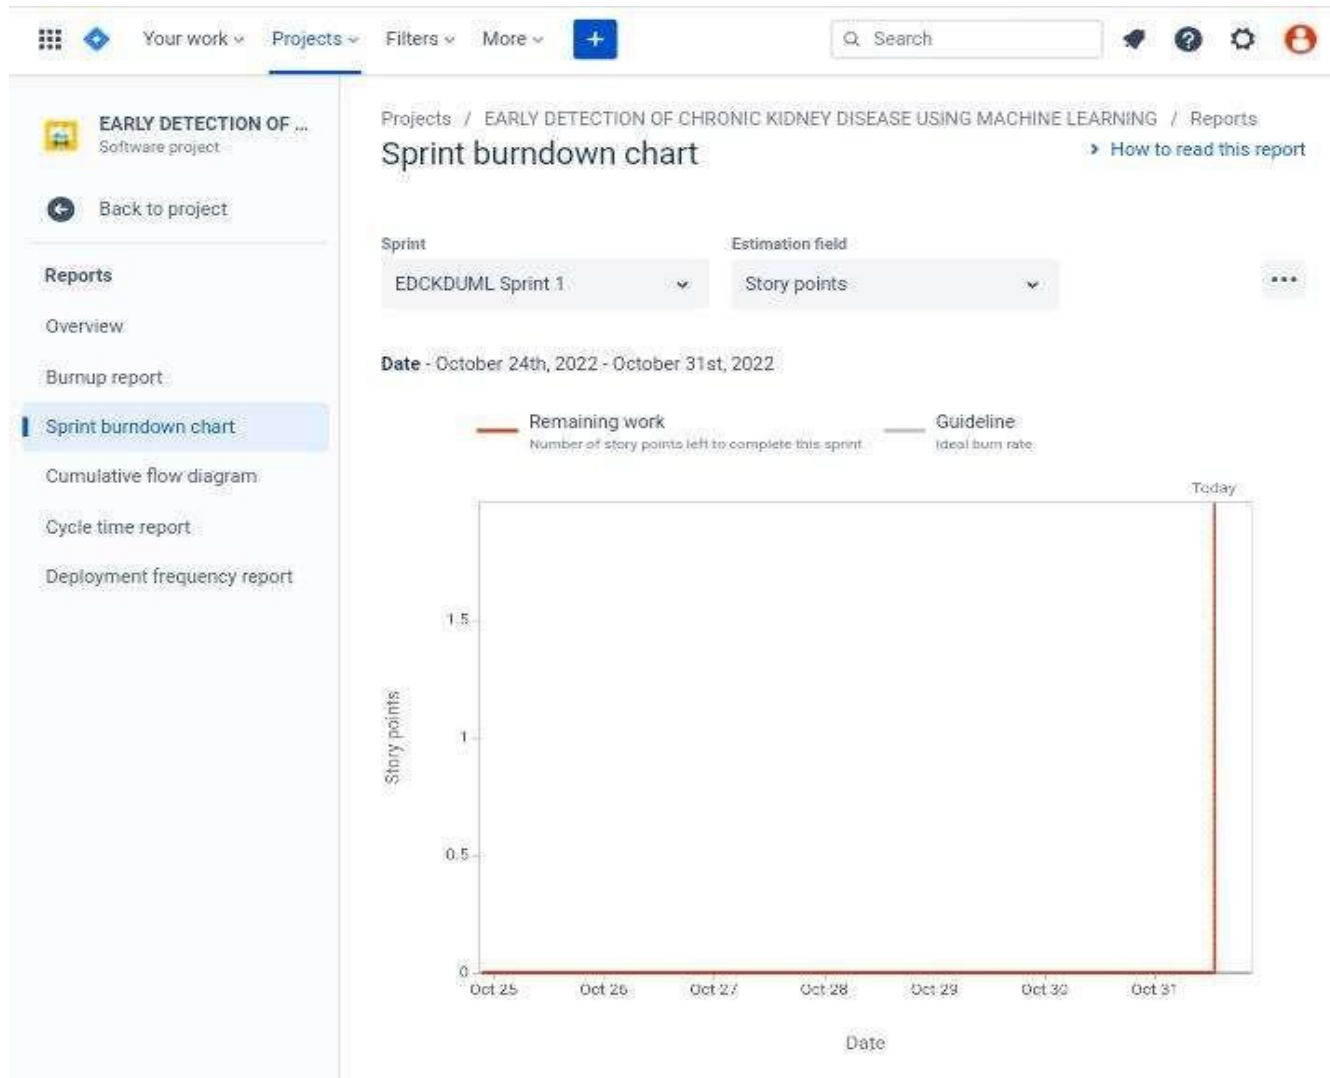 Your work Projects Filters More + Search
EARLY DETECTION OF ...
Software project
Back to project
Reports
Overview
Burnup report
Sprint burndown chart
Cumulative flow diagram
Cycle time report
Deployment frequency report
Projects / EARLY DETECTION OF CHRONIC KIDNEY DISEASE USING MACHINE LEARNING / Reports
Sprint burndown chart
How to read this report
Sprint Estimation field
EDCKDUML Sprint 1 Story points
Date - October 24th, 2022 - October 31st, 2022
Remaining work Guideline
Number of story points left to complete this sprint Ideal burn rate
Today
1.5
1
0.5
0
Story points
Oct 25 Oct 26 Oct 27 Oct 28 Oct 29 Oct 30 Oct 31
Date